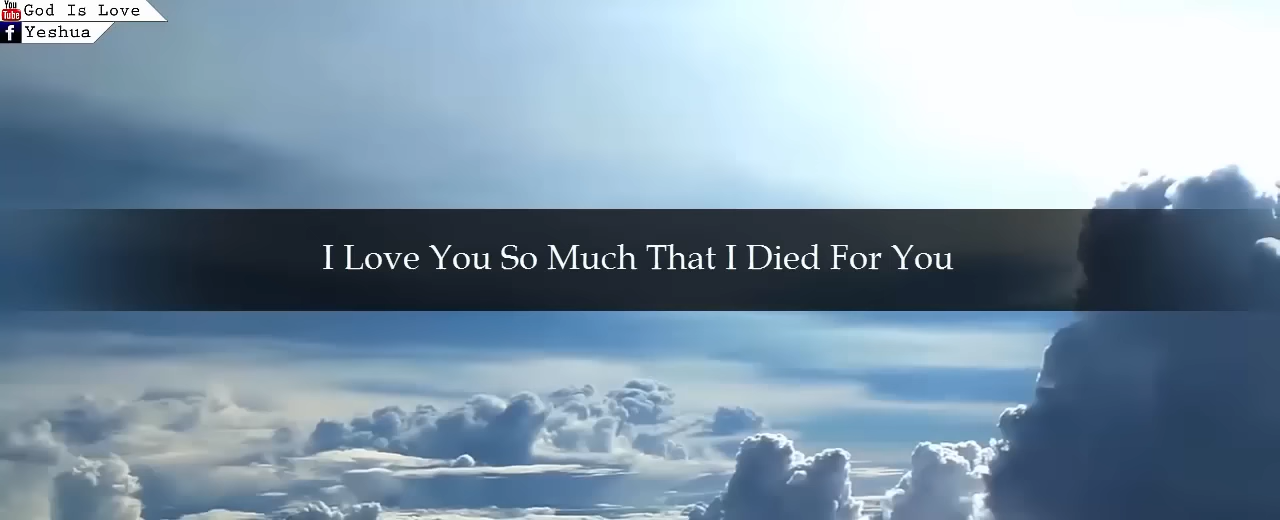 You
Tube
God Is Love
f
Yeshua
I Love You So Much That I Died For You